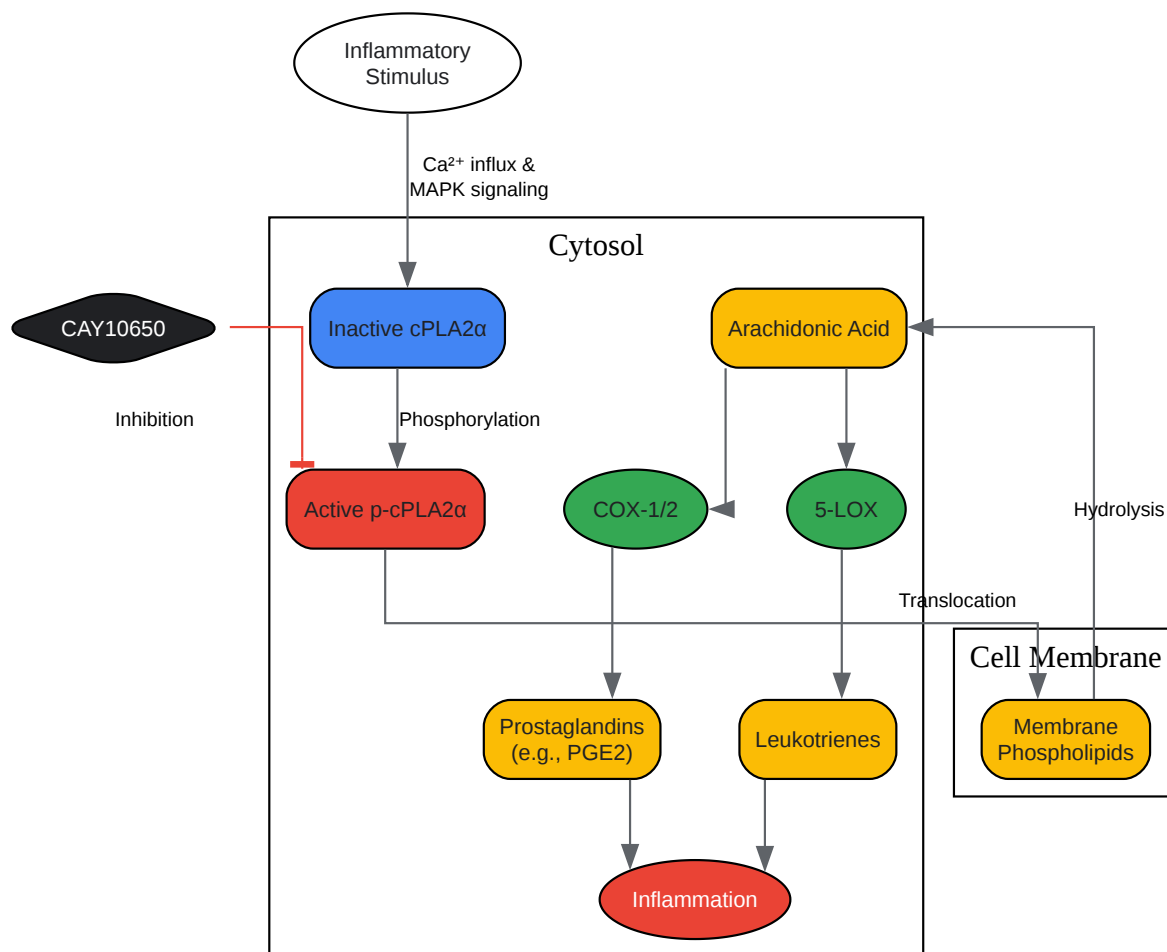 Inflammatory
Stimulus
Ca²⁺ influx &
MAPK signaling
Cytosol
CAY10650
Inactive cPLA2α
Arachidonic Acid
Inhibition
Phosphorylation
Active p-cPLA2α
COX-1/2
5-LOX
Hydrolysis
Translocation
Cell Membrane
Prostaglandins
(e.g., PGE2)
Leukotrienes
Membrane
Phospholipids
Inflammation